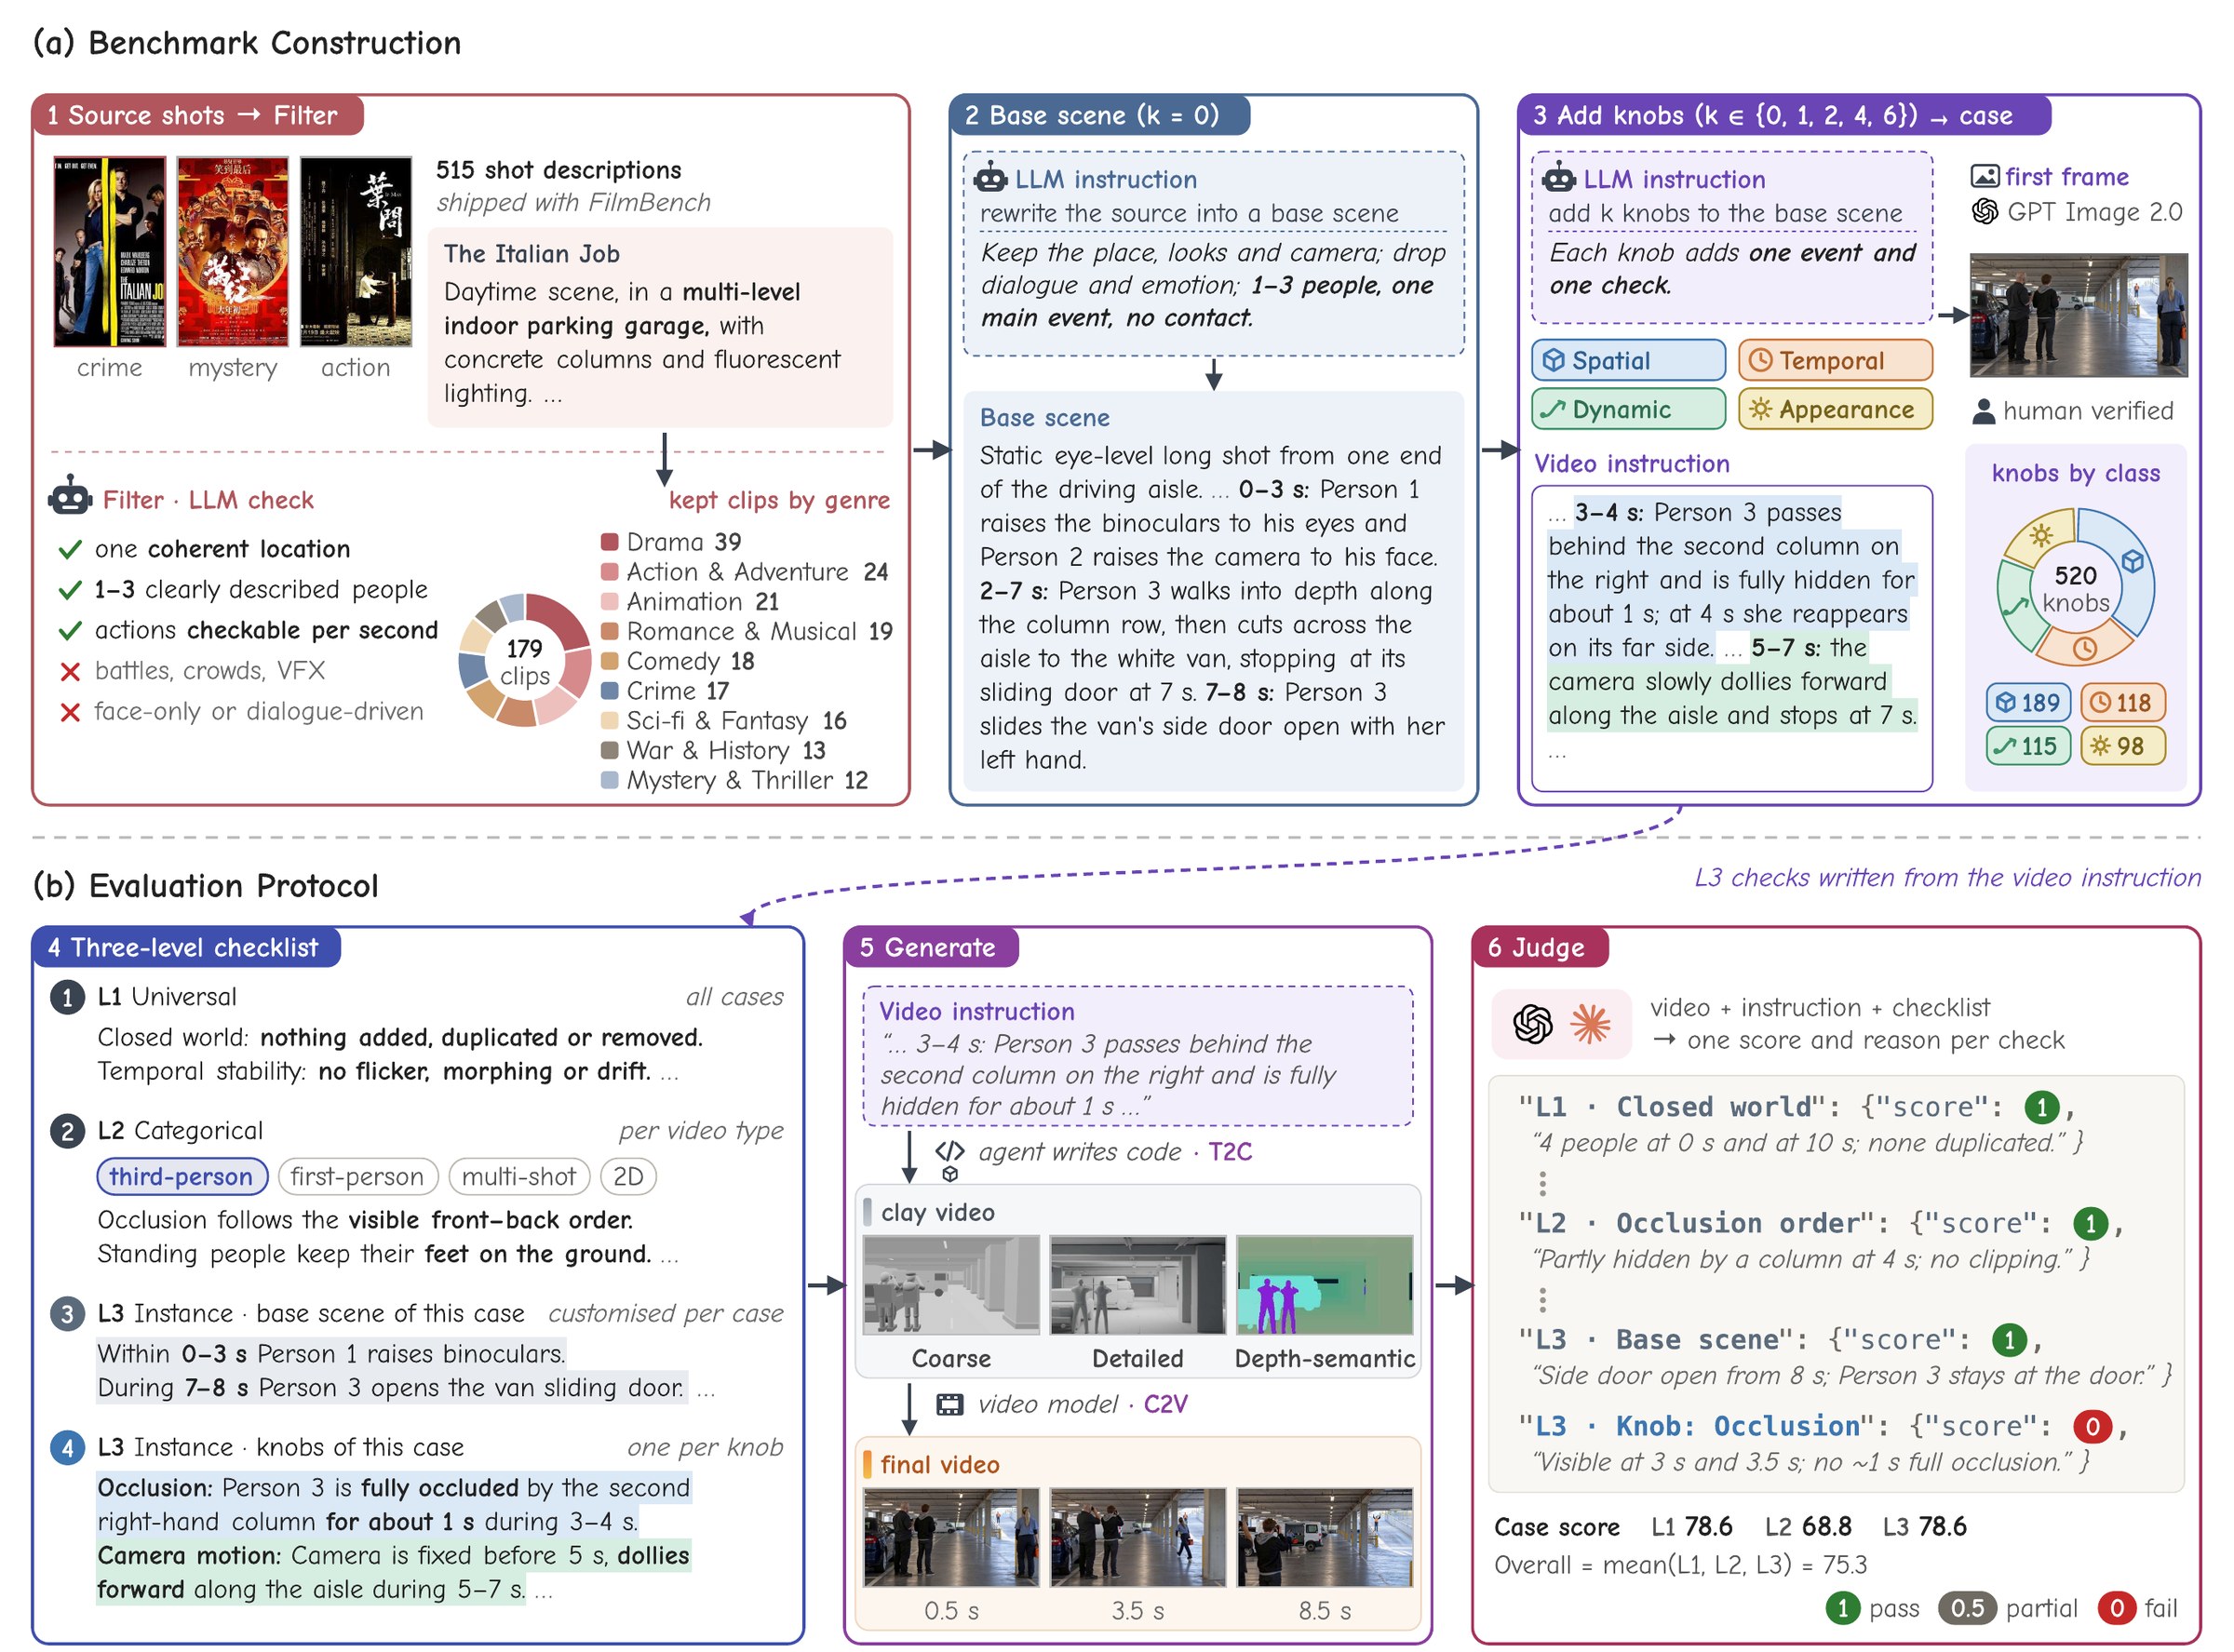 (a) Benchmark Construction
1 Source shots → Filter
笑到最后
满江红
葉問
ITALIAN JO
crime
mystery
action
515 shot descriptions
shipped with FilmBench
The Italian Job
Daytime scene, in a multi-level
indoor parking garage, with
concrete columns and fluorescent
lighting. ...
Filter · LLM check
one coherent location
1–3 clearly described people
actions checkable per second
battles, crowds, VFX
face-only or dialogue-driven
kept clips by genre
179
clips
Drama 39
Action & Adventure 24
Animation 21
Romance & Musical 19
Comedy 18
Crime 17
Sci-fi & Fantasy 16
War & History 13
Mystery & Thriller 12
2 Base scene (k = 0)
LLM instruction
rewrite the source into a base scene
Keep the place, looks and camera; drop
dialogue and emotion; 1–3 people, one
main event, no contact.
Base scene
Static eye-level long shot from one end
of the driving aisle. ... 0–3 s: Person 1
raises the binoculars to his eyes and
Person 2 raises the camera to his face.
2–7 s: Person 3 walks into depth along
the column row, then cuts across the
aisle to the white van, stopping at its
sliding door at 7 s. 7–8 s: Person 3
slides the van's side door open with her
left hand.
3 Add knobs (k ∈ {0, 1, 2, 4, 6}) → case
LLM instruction
add k knobs to the base scene
Each knob adds one event and
one check.
Spatial
Temporal
Dynamic
Appearance
Video instruction
... 3–4 s: Person 3 passes
behind the second column on
the right and is fully hidden for
about 1 s; at 4 s she reappears
on its far side. ... 5–7 s: the
camera slowly dollies forward
along the aisle and stops at 7 s.
...
first frame
GPT Image 2.0
human verified
knobs by class
520
knobs
189
118
115
98
(b) Evaluation Protocol
L3 checks written from the video instruction
4 Three-level checklist
1 L1 Universal all cases
Closed world: nothing added, duplicated or removed.
Temporal stability: no flicker, morphing or drift. ...
2 L2 Categorical per video type
third-person first-person multi-shot 2D
Occlusion follows the visible front–back order.
Standing people keep their feet on the ground. ...
3 L3 Instance · base scene of this case customised per case
Within 0–3 s Person 1 raises binoculars.
During 7–8 s Person 3 opens the van sliding door. ...
4 L3 Instance · knobs of this case one per knob
Occlusion: Person 3 is fully occluded by the second
right-hand column for about 1 s during 3–4 s.
Camera motion: Camera is fixed before 5 s, dollies
forward along the aisle during 5–7 s. ...
5 Generate
Video instruction
“... 3–4 s: Person 3 passes behind the
second column on the right and is fully
hidden for about 1 s ...”
agent writes code · T2C
clay video
Coarse
Detailed
Depth-semantic
video model · C2V
final video
0.5 s
3.5 s
8.5 s
6 Judge
video + instruction + checklist
→ one score and reason per check
"L1 · Closed world": {"score": 1,
“4 people at 0 s and at 10 s; none duplicated.” }
⋮
"L2 · Occlusion order": {"score": 1,
“Partly hidden by a column at 4 s; no clipping.” }
⋮
"L3 · Base scene": {"score": 1,
“Side door open from 8 s; Person 3 stays at the door.” }
"L3 · Knob: Occlusion": {"score": 0,
“Visible at 3 s and 3.5 s; no ~1 s full occlusion.” }
Case score L1 78.6 L2 68.8 L3 78.6
Overall = mean(L1, L2, L3) = 75.3
1 pass 0.5 partial 0 fail